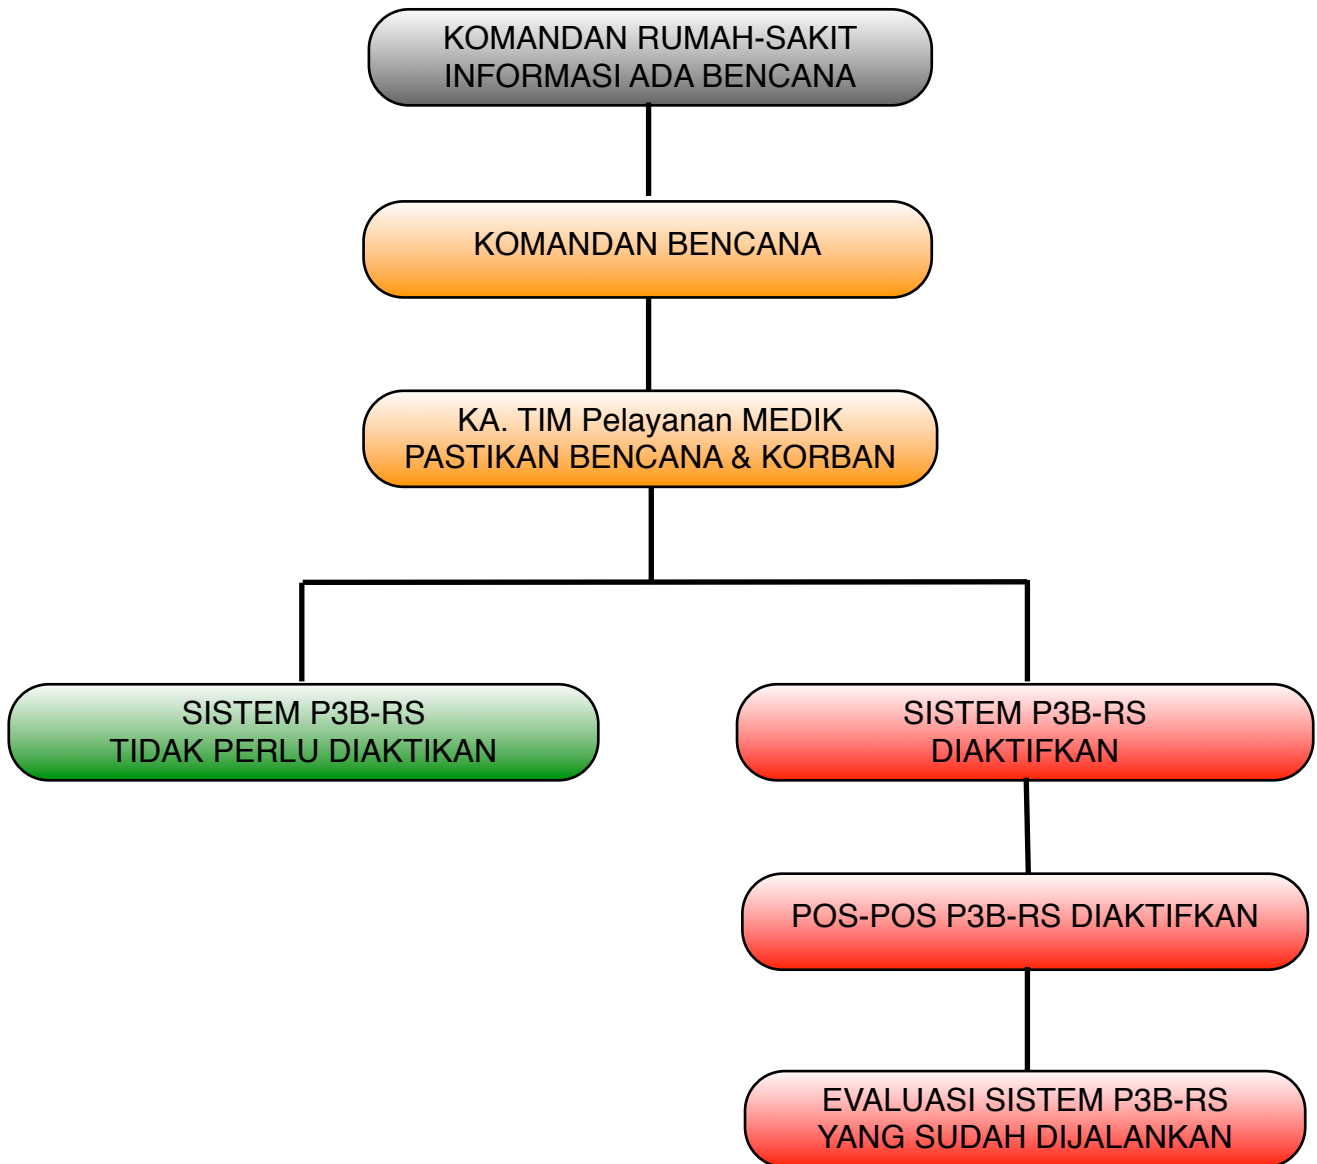 KOMANDAN RUMAH-SAKIT
INFORMASI ADA BENCANA
KOMANDAN BENCANA
KA. TIM Pelayanan MEDIK
PASTIKAN BENCANA & KORBAN
SISTEM P3B-RS
TIDAK PERLU DIAKTIKAN
SISTEM P3B-RS
DIAKTIFKAN
POS-POS P3B-RS DIAKTIFKAN
EVALUASI SISTEM P3B-RS
YANG SUDAH DIJALANKAN